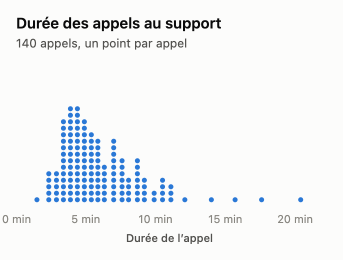 Durée des appels au support
140 appels, un point par appel
0 min 5 min 10 min 15 min 20 min
Durée de l’appel